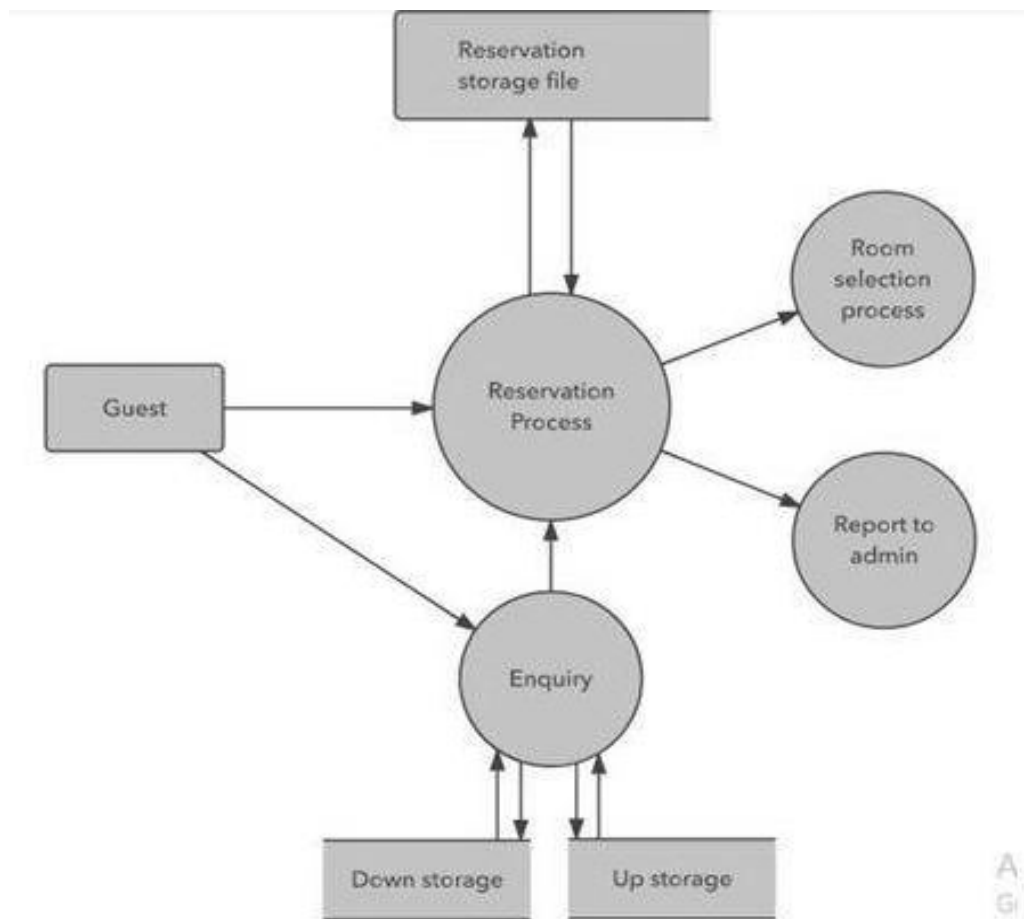 Reservation
storage file
Room
selection
process
Guest
Reservation
Process
Report to
admin
Enquiry
Down storage
Up storage